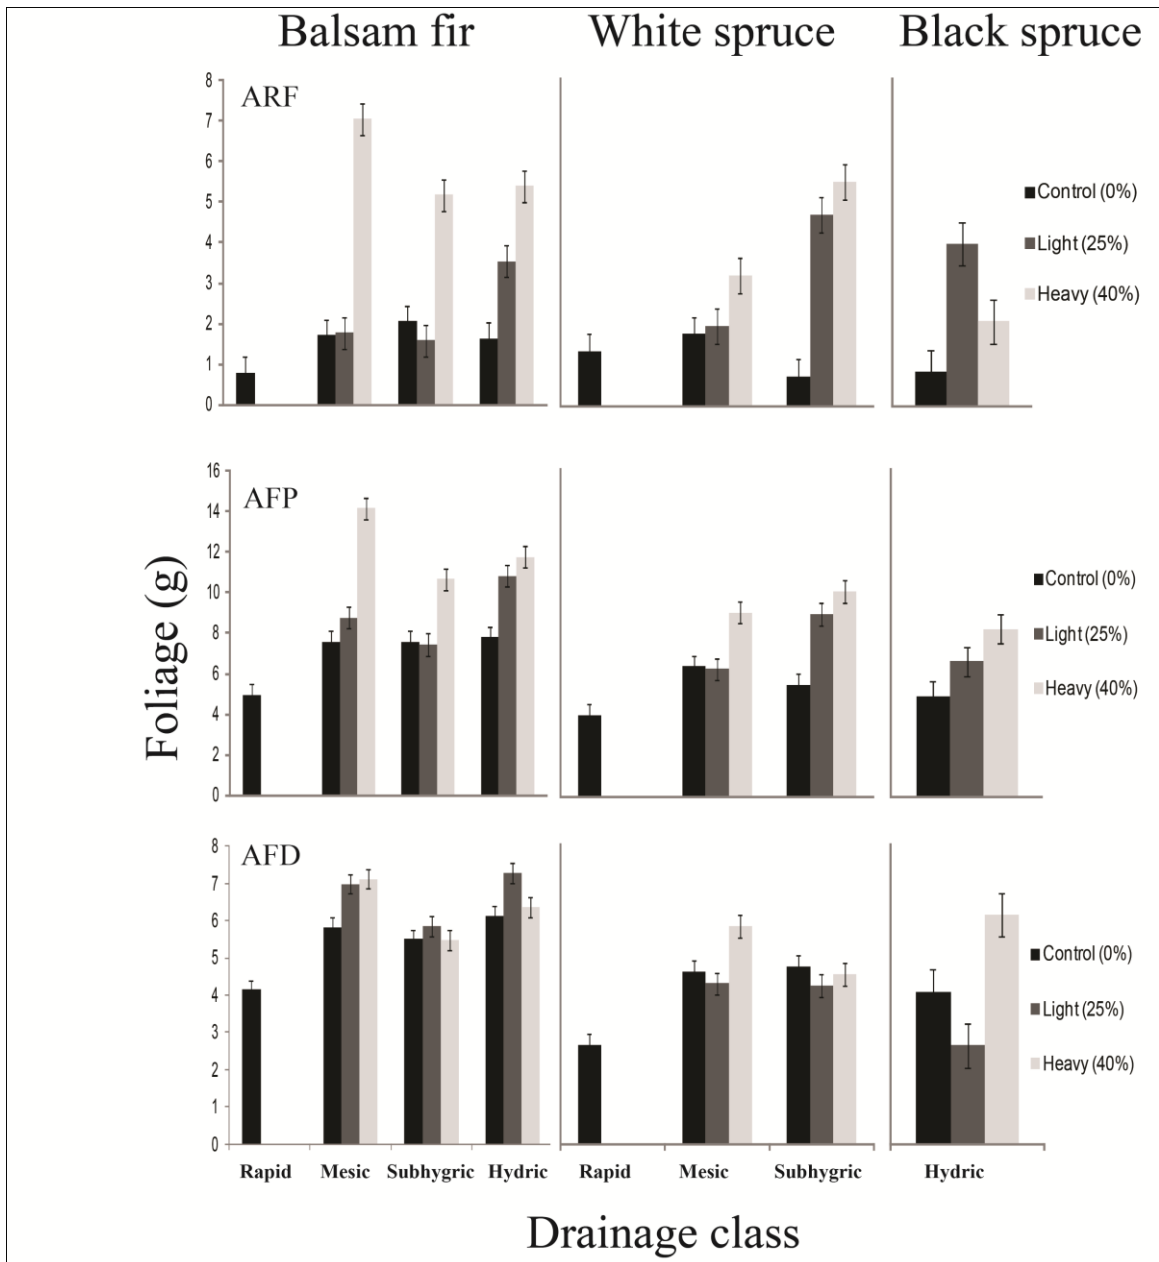 Balsam fir White spruce Black spruce
ARF
8
7
6
5
4
3
2
1
0
Control (0%)
Light (25%)
Heavy (40%)
AFP
16
14
12
10
8
6
4
2
0
Control (0%)
Light (25%)
Heavy (40%)
Foliage (g)
AFD
8
7
6
5
4
3
2
1
0
Control (0%)
Light (25%)
Heavy (40%)
Rapid Mesic Subhygric Hydric Rapid Mesic Subhygric Hydric
Drainage class